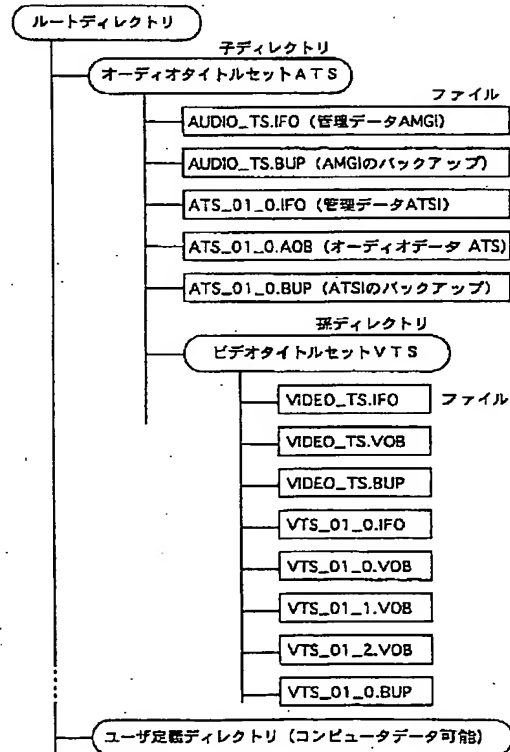 ルートディレクトリ
子ディレクトリ
オーディオタイトルセットATS
ファイル
AUDIO_TS.IFO (管理データAMGI)
AUDIO_TS.BUP (AMGIのバックアップ)
ATS_01_0.IFO (管理データATSI)
ATS_01_0.AOB (オーディオデータ ATS)
ATS_01_0.BUP (ATSIのバックアップ)
孫ディレクトリ
ビデオタイトルセットVTS
VIDEO_TS.IFO ファイル
VIDEO_TS.VOB
VIDEO_TS.BUP
VTS_01_0.IFO
VTS_01_0.VOB
VTS_01_1.VOB
VTS_01_2.VOB
VTS_01_0.BUP
ユーザ定義ディレクトリ (コンピュータデータ可能)